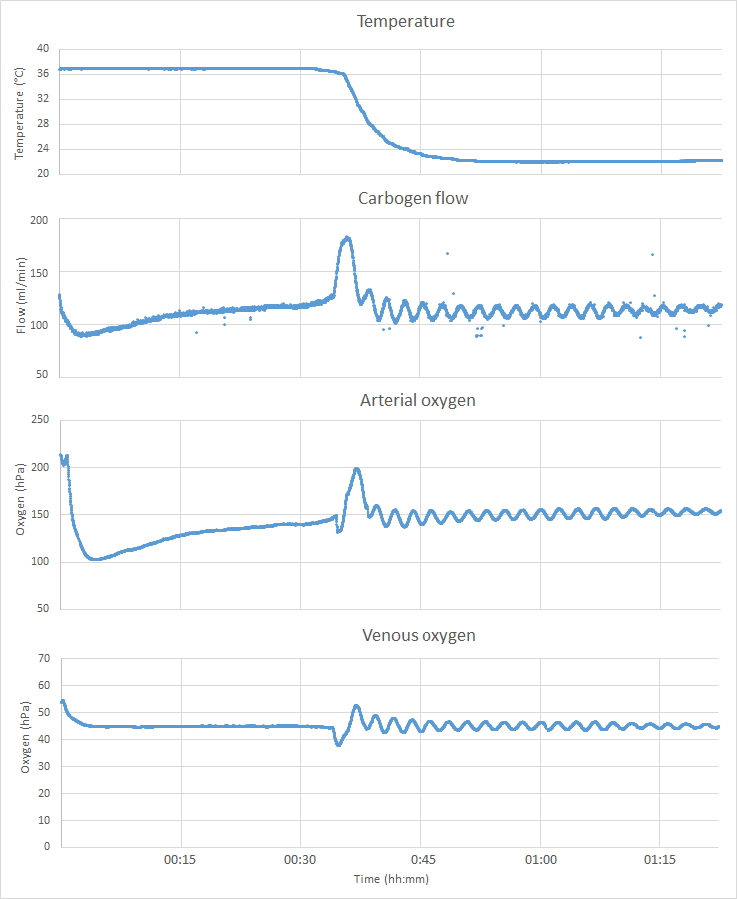 Temperature
Temperature (°C)
40
36
32
28
24
20
Carbogen flow
Flow (ml/min)
200
150
100
50
Arterial oxygen
Oxygen (hPa)
250
200
150
100
50
Venous oxygen
Oxygen (hPa)
70
60
50
40
30
20
10
0
00:15 00:30 0:45 01:00 01:15
Time (hh:mm)